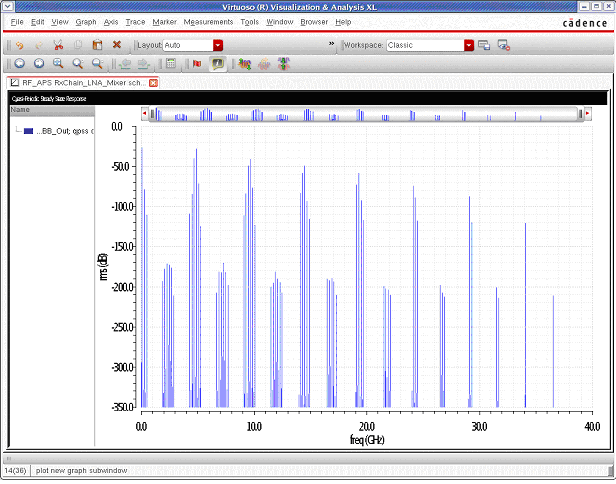 Virtuoso (R) Visualization & Analysis XL
File Edit View Graph Axis Trace Marker Measurements Tools Window Browser Help
cādence
Layout: Auto
»
Workspace: Classic
RF_APS RxChain_LNA_Mixer sch...
Quasi-Periodic Steady State Response
Name
...BB_Out; qpss d
0.0
-50.0
-100.0
-150.0
-200.0
-250.0
-300.0
-350.0
rms (dB)
0.0 10.0 20.0 30.0 40.0
freq (GHz)
14(36) plot new graph subwindow